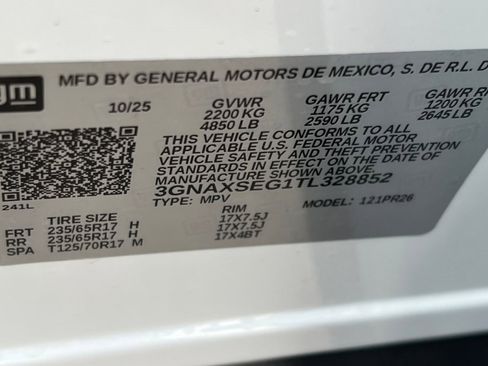 gm
MFD BY GENERAL MOTORS DE MEXICO, S. DE R.L. D
10/25 GVWR GAWR FRT GAWR R
2200 KG 1175 KG 1200 KG
4850 LB 2590 LB 2645 LB
THIS VEHICLE CONFORMS TO ALL
APPLICABLE U.S. FEDERAL MOTOR
VEHICLE SAFETY AND THEFT PREVENTION
STANDARDS IN EFFECT ON THE DATE OF
MANUFACTURE SHOWN ABOVE.
3GNAXSEG1TL328852
TYPE: MPV MODEL: 121PR26
241L
TIRE SIZE RIM
FRT 235/65R17 H 17X7.5J
RR 235/65R17 H 17X7.5J
SPA T125/70R17 M 17X4BT